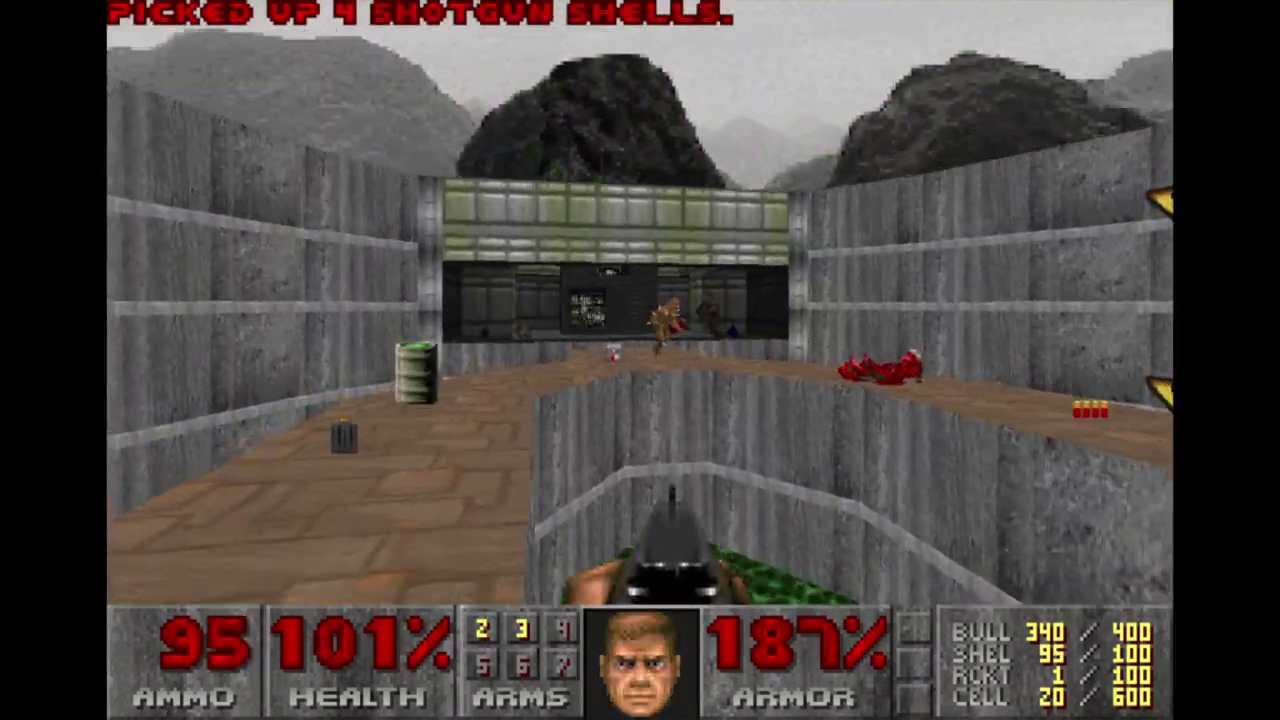 PICKED UP 4 SHOTGUN SHELLS.
95 101% 2 3 4 187% BULL 340 / 400
5 6 7 SHEL 95 / 100
RCKT 1 / 100
AMMO HEALTH ARMS ARMOR CELL 20 / 600